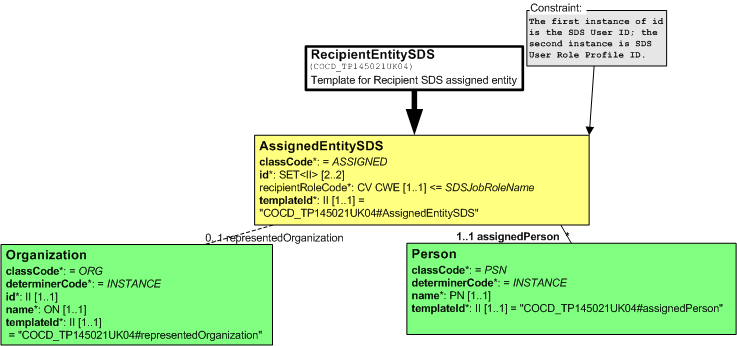 Constraint:
The first instance of id
is the SDS User ID; the
second instance is SDS
User Role Profile ID.
RecipientEntitySDS
(COCD_TP145021UK04)
Template for Recipient SDS assigned entity
AssignedEntitySDS
classCode*: = ASSIGNED
id*: SET<II> [2..2]
recipientRoleCode*: CV CWE [1..1] <= SDSJobRoleName
templateId*: II [1..1] =
"COCD_TP145021UK04#AssignedEntitySDS"
0..1 representedOrganization
1..1 assignedPerson *
Organization
classCode*: = ORG
determinerCode*: = INSTANCE
id*: II [1..1]
name*: ON [1..1]
templateId*: II [1..1]
= "COCD_TP145021UK04#representedOrganization"
Person
classCode*: = PSN
determinerCode*: = INSTANCE
name*: PN [1..1]
templateId*: II [1..1] = "COCD_TP145021UK04#assignedPerson"